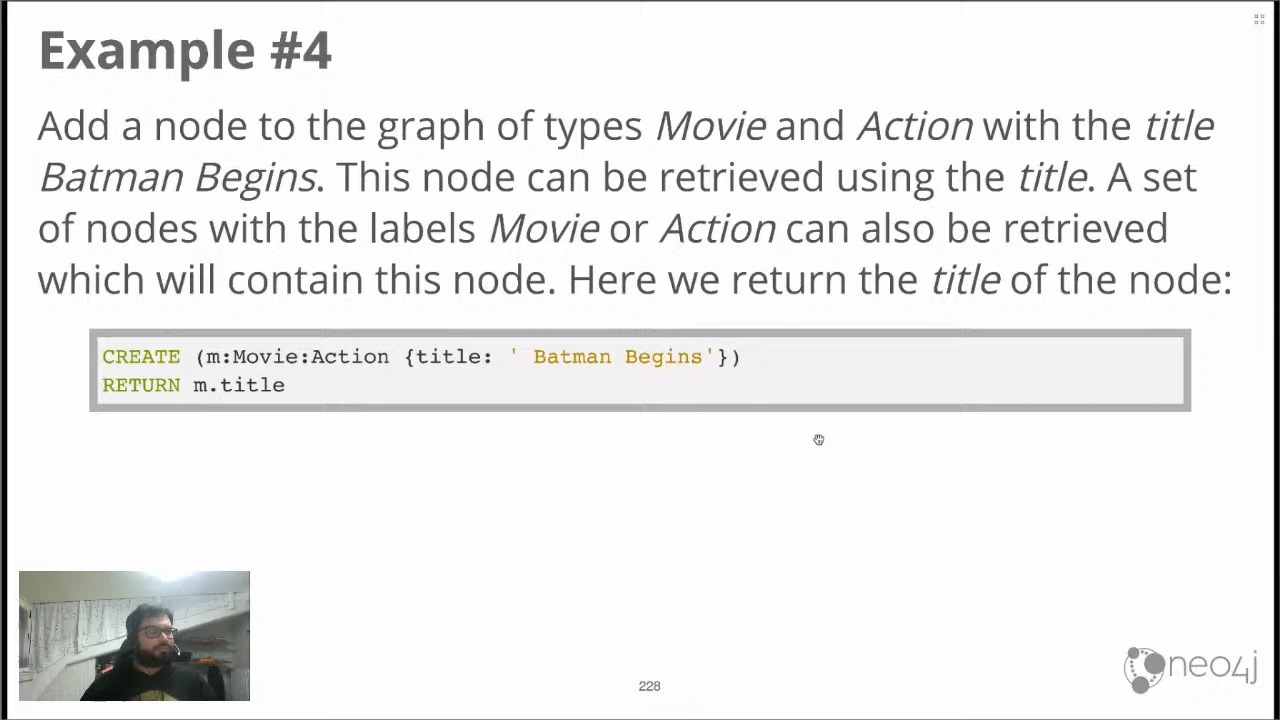 Example #4
Add a node to the graph of types Movie and Action with the title
Batman Begins. This node can be retrieved using the title. A set
of nodes with the labels Movie or Action can also be retrieved
which will contain this node. Here we return the title of the node:
CREATE (m:Movie:Action {title: ' Batman Begins'})
RETURN m.title
228
neo4j